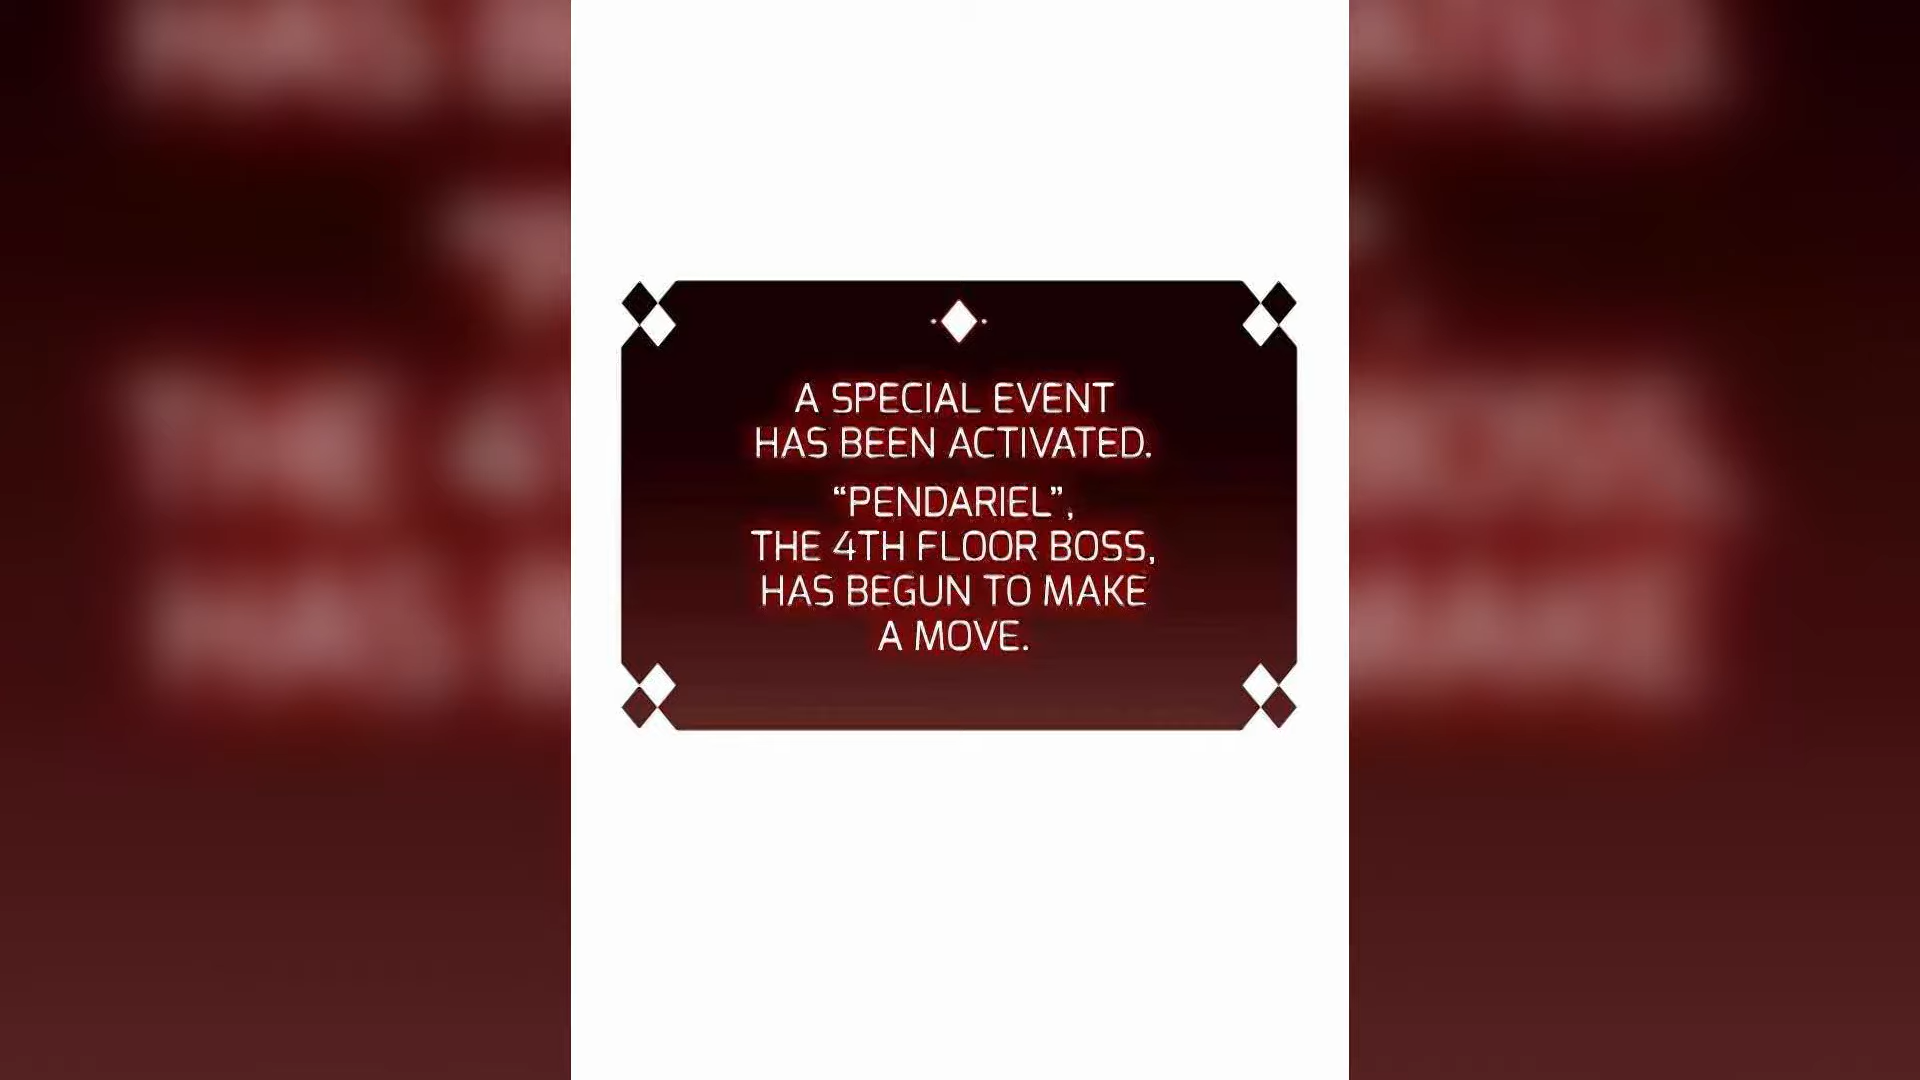 A SPECIAL EVENT
HAS BEEN ACTIVATED.
“PENDARIEL”,
THE 4TH FLOOR BOSS,
HAS BEGUN TO MAKE
A MOVE.